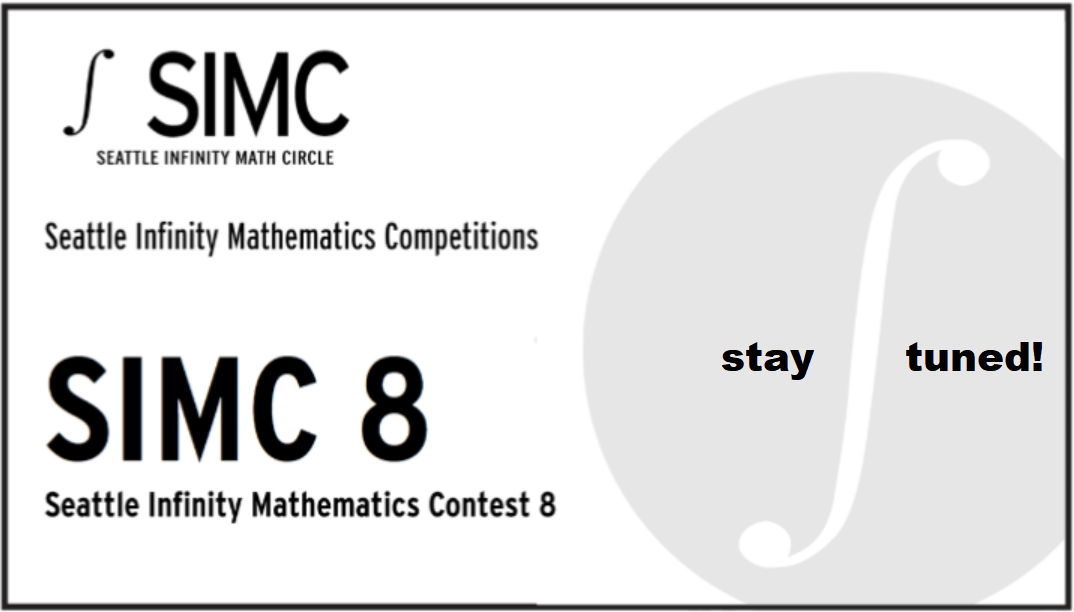 ∫ SIMC
SEATTLE INFINITY MATH CIRCLE
Seattle Infinity Mathematics Competitions
SIMC 8
Seattle Infinity Mathematics Contest 8
∫
stay tuned!